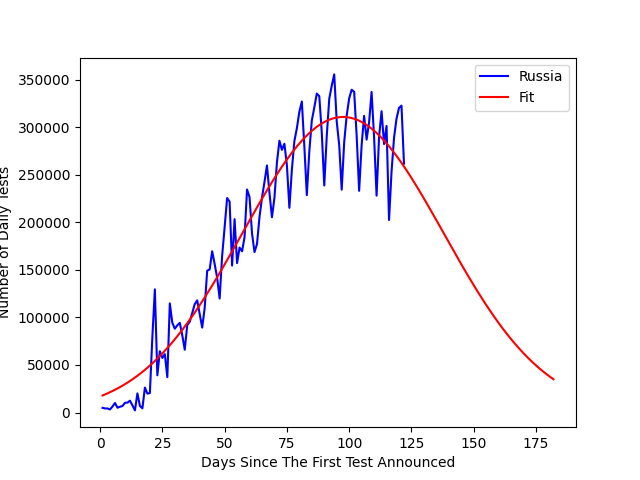 350000
300000
250000
200000
150000
100000
50000
0
Number of Daily Tests
Russia
Fit
0 25 50 75 100 125 150 175
Days Since The First Test Announced